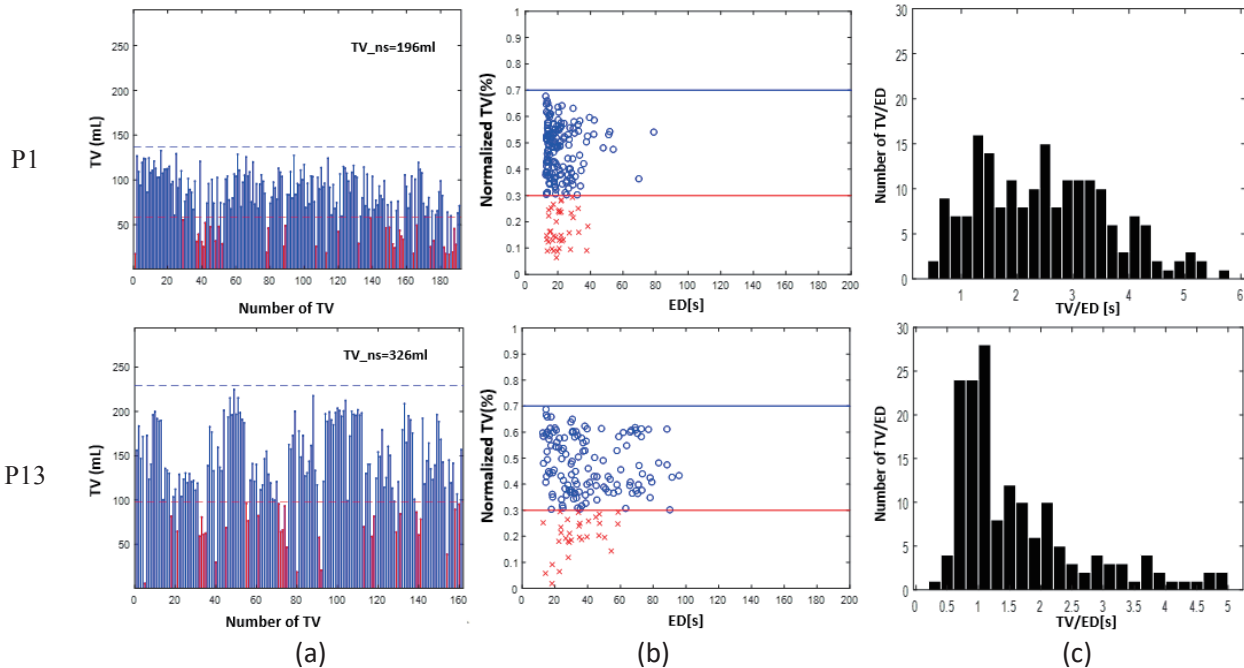 P1
TV (mL)
250
200
150
100
50
0 20 40 60 80 100 120 140 160 180
Number of TV
TV_ns=196ml
Normalized TV(%)
1
0.9
0.8
0.7
0.6
0.5
0.4
0.3
0.2
0.1
0
0 20 40 60 80 100 120 140 160 180 200
ED[s]
Number of TV/ED
30
25
20
15
10
5
0
1 2 3 4 5 6
TV/ED [s]
P13
TV (mL)
250
200
150
100
50
0 20 40 60 80 100 120 140 160
Number of TV
TV_ns=326ml
Normalized TV(%)
1
0.9
0.8
0.7
0.6
0.5
0.4
0.3
0.2
0.1
0
0 20 40 60 80 100 120 140 160 180 200
ED[s]
Number of TV/ED
30
25
20
15
10
5
0
0 0.5 1 1.5 2 2.5 3 3.5 4 4.5 5
TV/ED[s]
(a) (b) (c)